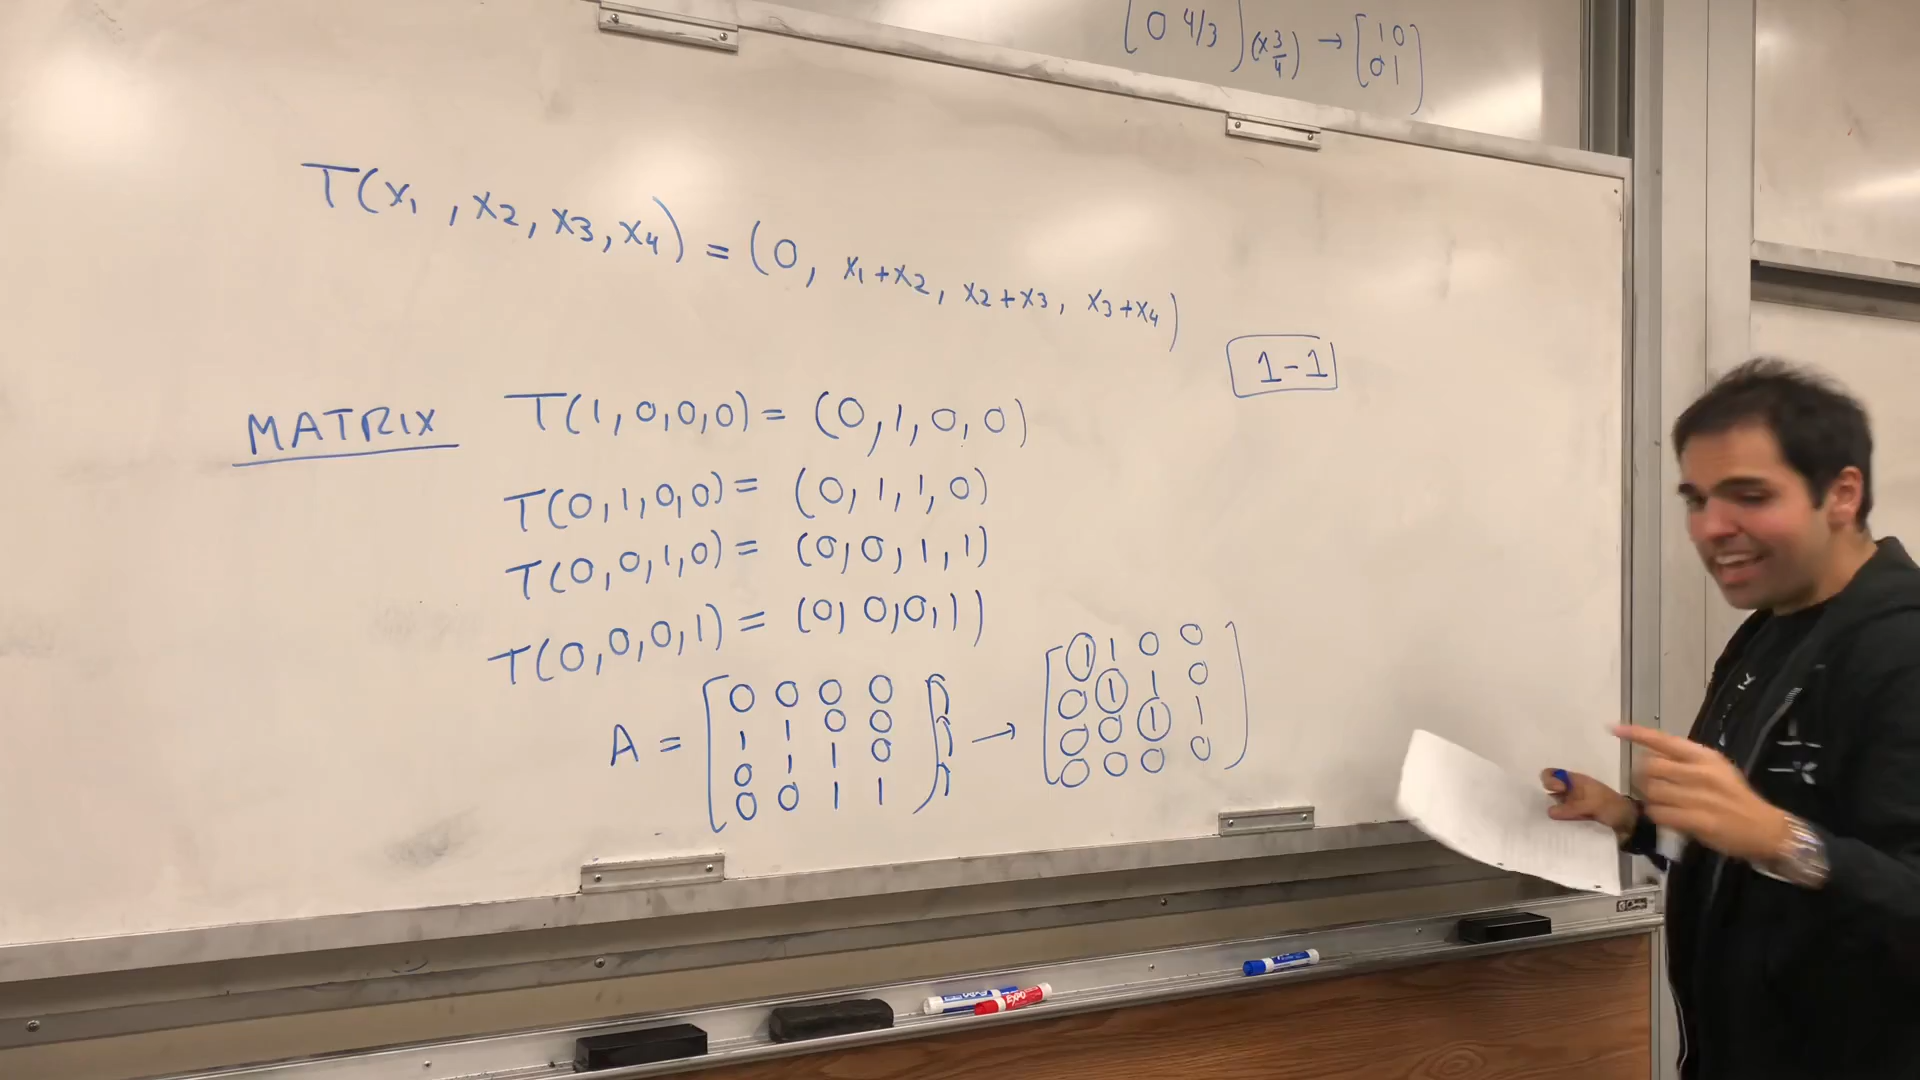 [0 4/3] (x 3/4) → [1 0
0 1]
T(x₁, x₂, x₃, x₄) = (0, x₁+x₂, x₂+x₃, x₃+x₄)
1-1
MATRIX T(1,0,0,0) = (0,1,0,0)
T(0,1,0,0) = (0,1,1,0)
T(0,0,1,0) = (0,0,1,1)
T(0,0,0,1) = (0,0,0,1)
A = [0 0 0 0
1 1 0 0
0 1 1 0
0 0 1 1] → [1 1 0 0
0 1 1 0
0 0 1 1
0 0 0 0]
EXPO